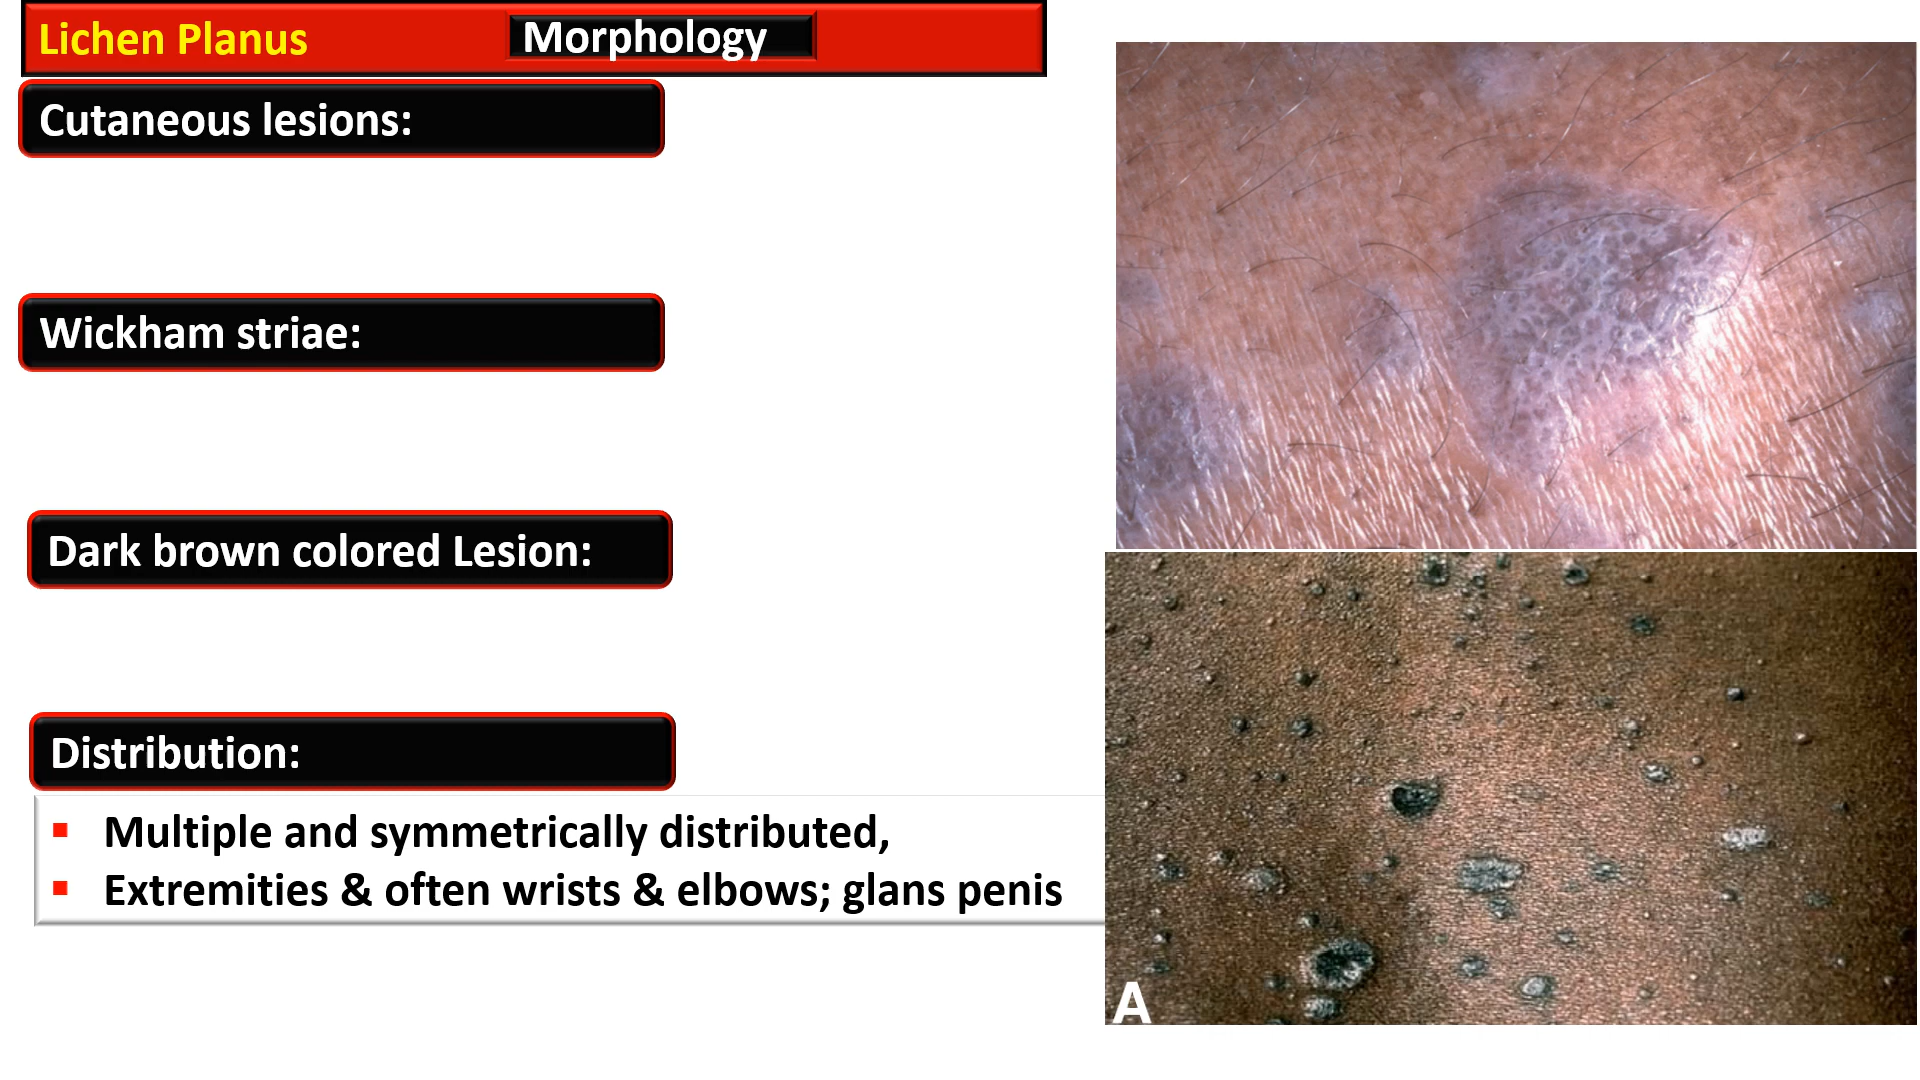 Lichen Planus
Morphology
Cutaneous lesions:
Wickham striae:
Dark brown colored Lesion:
Distribution:
▪ Multiple and symmetrically distributed,
▪ Extremities & often wrists & elbows; glans penis
A